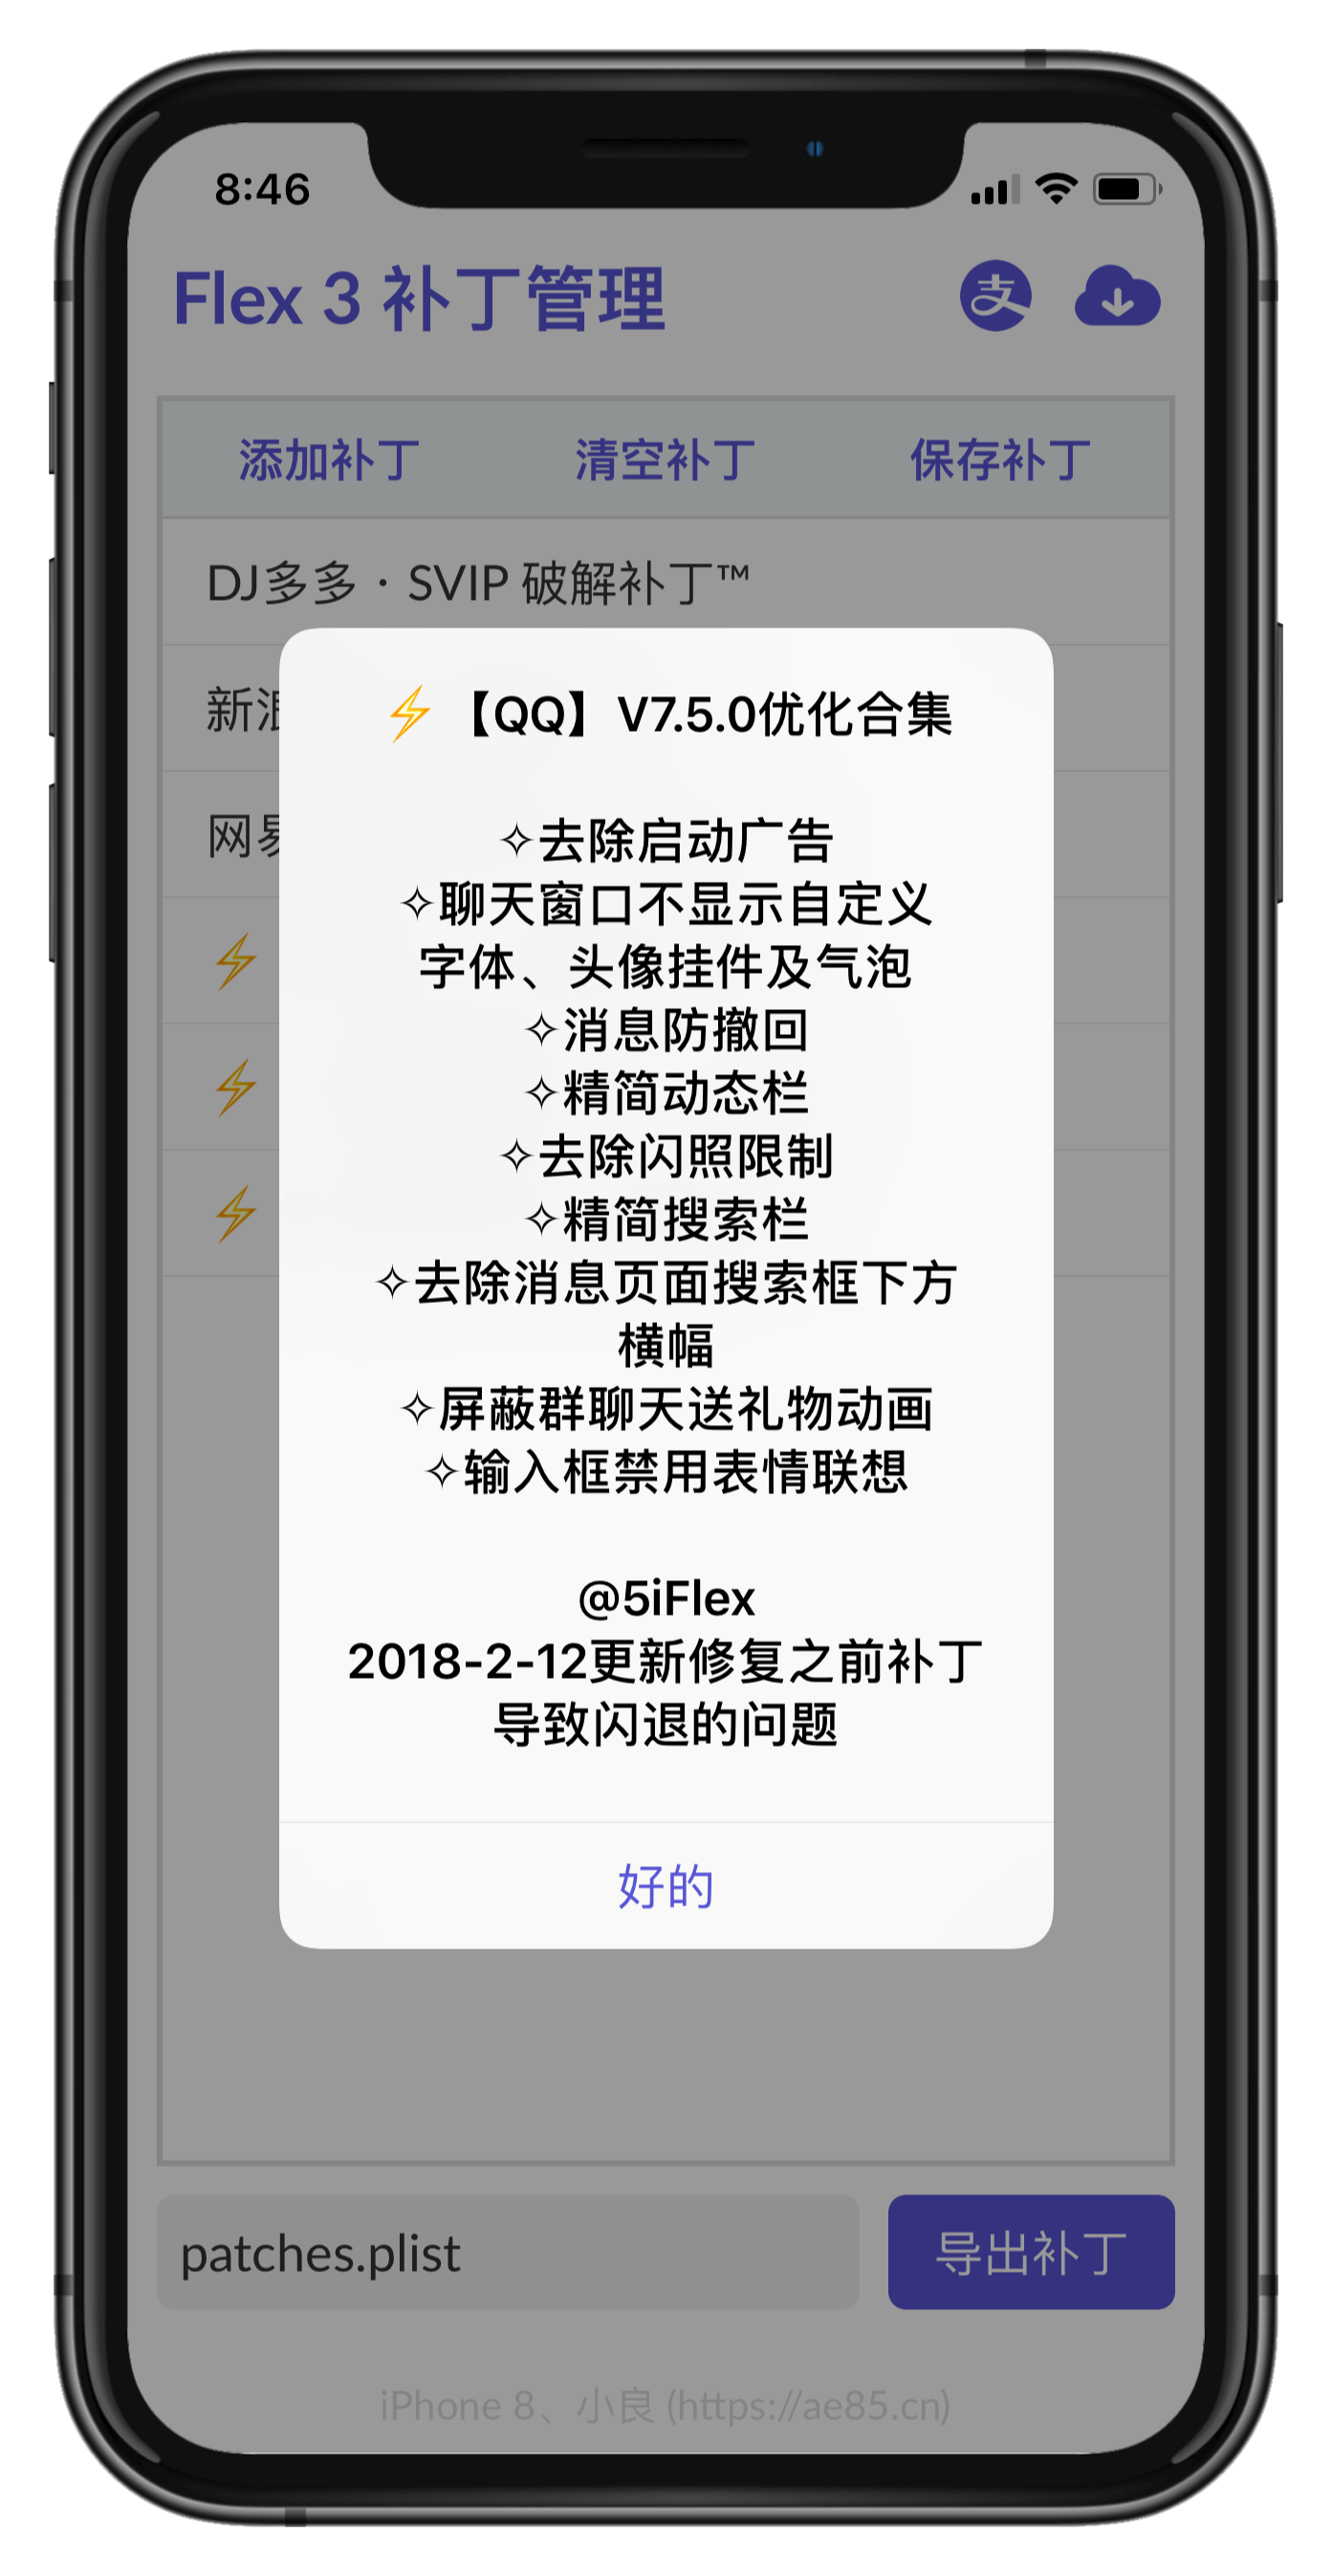 8:46
Flex 3 补丁管理
支
添加补丁 清空补丁 保存补丁
DJ多多 · SVIP 破解补丁™
新
网
⚡【QQ】V7.5.0优化合集
✧去除启动广告
✧聊天窗口不显示自定义
字体、头像挂件及气泡
✧消息防撤回
✧精简动态栏
✧去除闪照限制
✧精简搜索栏
✧去除消息页面搜索框下方
横幅
✧屏蔽群聊天送礼物动画
✧输入框禁用表情联想
@5iFlex
2018-2-12更新修复之前补丁
导致闪退的问题
好的
⚡
⚡
⚡
patches.plist 导出补丁
iPhone 8、小良 (https://ae85.cn)